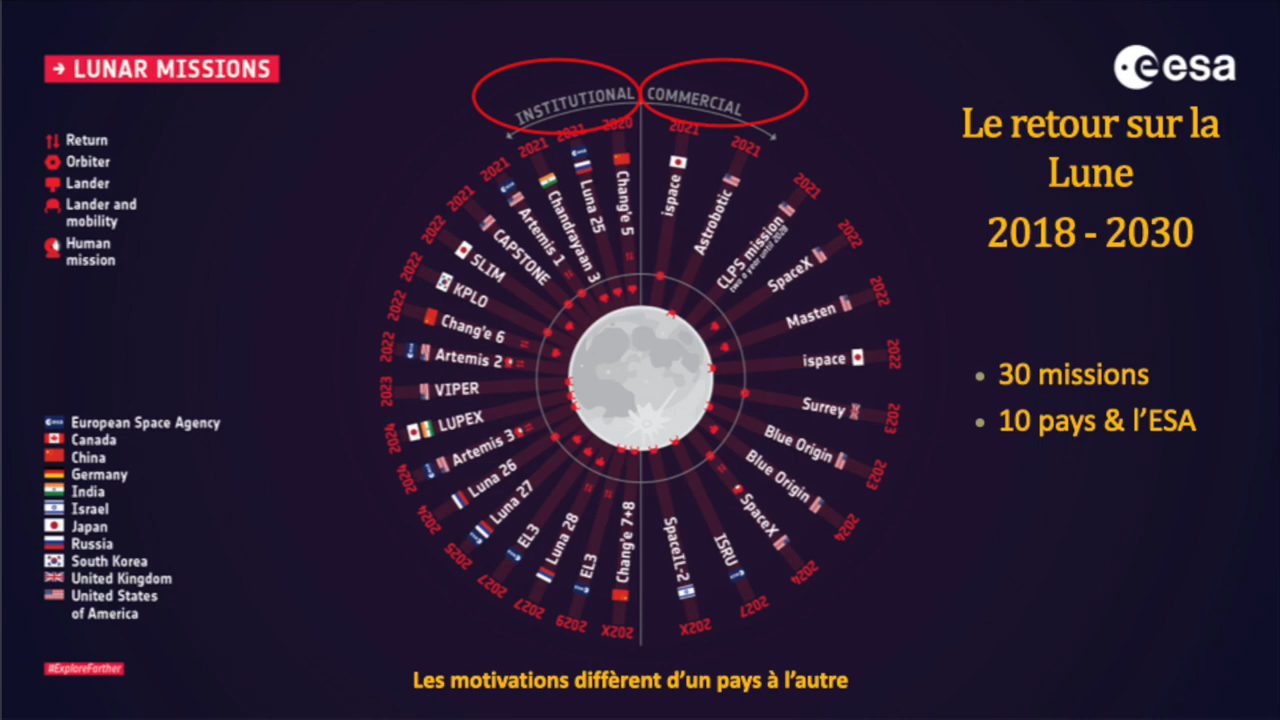 → LUNAR MISSIONS
Return
Orbiter
Lander
Lander and
mobility
Human
mission
European Space Agency
Canada
China
Germany
India
Israel
Japan
Russia
South Korea
United Kingdom
United States
of America
#ExploreFarther
INSTITUTIONAL
COMMERCIAL
2020 Chang'e 5
2021 Luna 25
2021 Chandrayaan 3
2021 Artemis 1
2021 CAPSTONE
2022 SLIM
2022 KPLO
2022 Chang'e 6
2022 Artemis 2
2023 VIPER
2024 LUPEX
2024 Artemis 3
2024 Luna 26
2025 Luna 27
2027 EL3
2027 Luna 28
2029 EL3
202X Chang'e 7+8
2021 ispace
2021 Astrobotic
2021 CLPS mission
two a year until 2028
2022 SpaceX
2022 Masten
2022 ispace
2023 Surrey
2023 Blue Origin
2024 Blue Origin
2024 SpaceX
2027 ISRU
202X SpaceIL-2
esa
Le retour sur la
Lune
2018 - 2030
• 30 missions
• 10 pays & l’ESA
Les motivations diffèrent d’un pays à l’autre